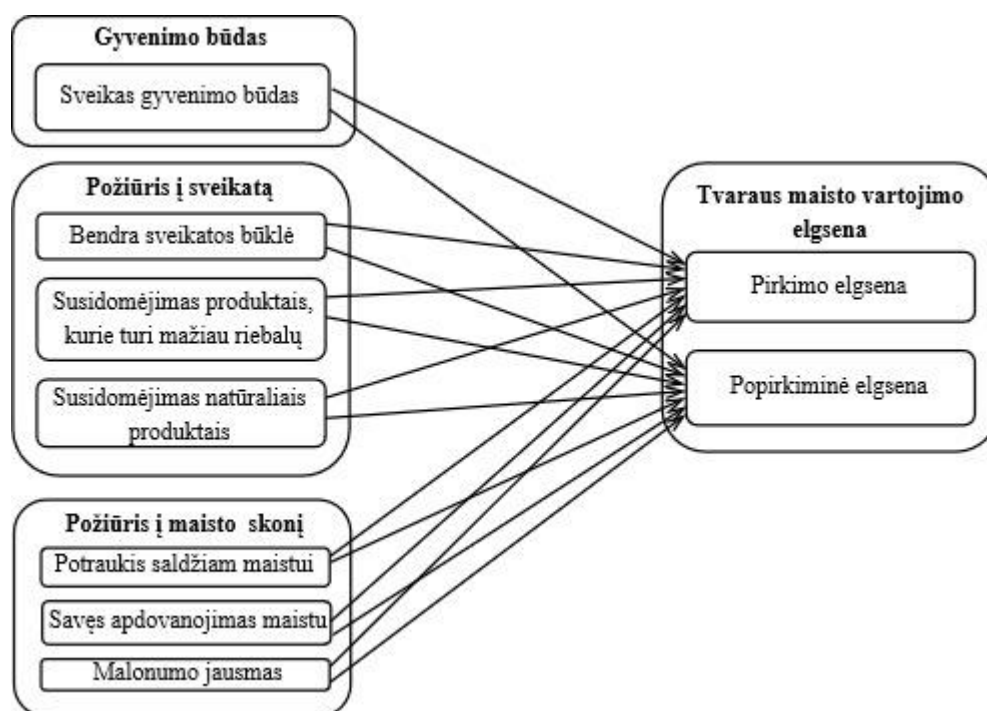 Gyvenimo būdas
Sveikas gyvenimo būdas
Požiūris į sveikatą
Bendra sveikatos būklė
Susidomėjimas produktais,
kurie turi mažiau riebalų
Susidomėjimas natūraliais
produktais
Požiūris į maisto skonį
Potraukis saldžiam maistui
Savęs apdovanojimas maistu
Malonumo jausmas
Tvaraus maisto vartojimo
elgsena
Pirkimo elgsena
Popirkiminė elgsena